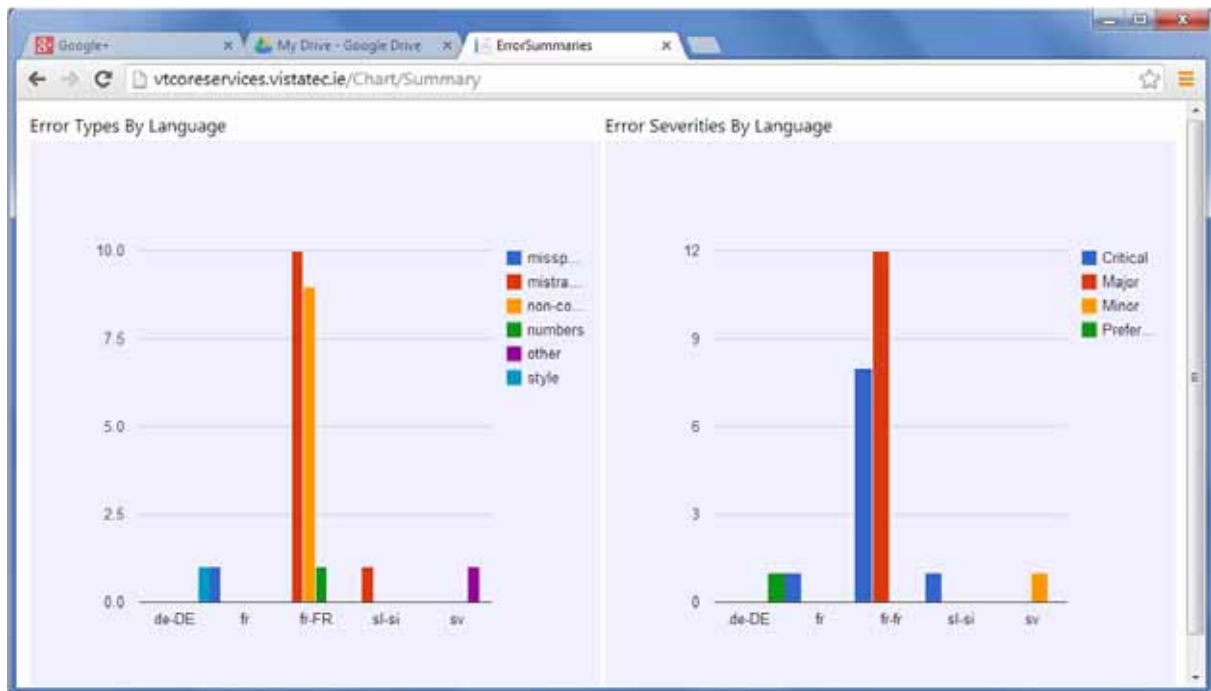 Google+
My Drive - Google Drive
ErrorSummaries
vtcoreservices.vistatec.ie/Chart/Summary
Error Types By Language
Error Severities By Language
10.0
7.5
5.0
2.5
0.0
de-DE
fr
fr-FR
sl-si
sv
missp...
mistra...
non-co...
numbers
other
style
12
9
6
3
0
de-DE
fr
fr-fr
sl-si
sv
Critical
Major
Minor
Prefer...